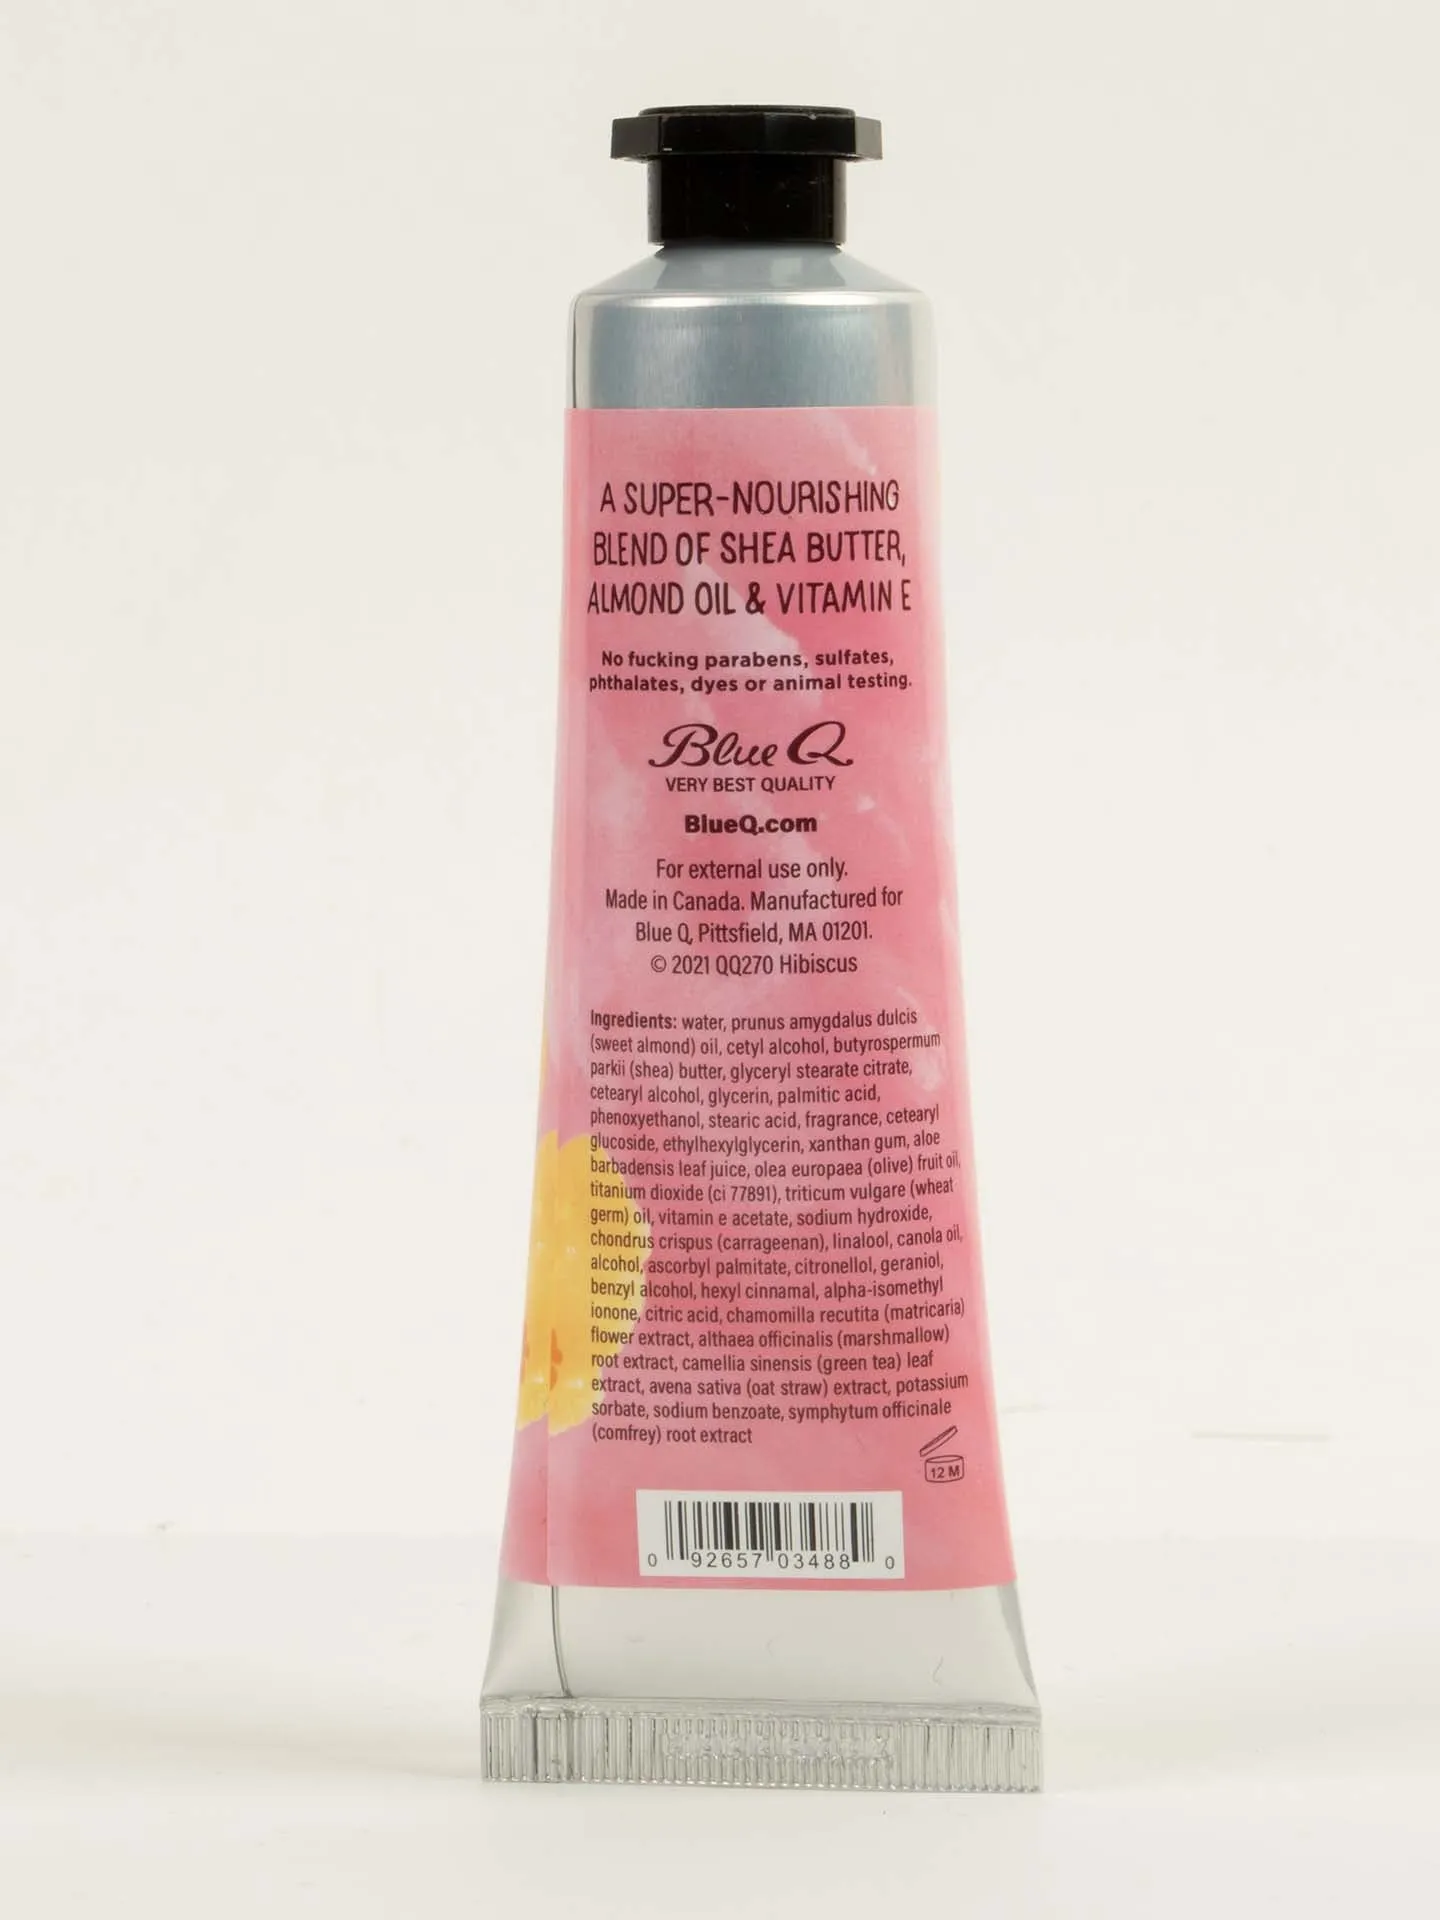 A SUPER-NOURISHING
BLEND OF SHEA BUTTER,
ALMOND OIL & VITAMIN E
No fucking parabens, sulfates,
phthalates, dyes or animal testing.
Blue Q
VERY BEST QUALITY
BlueQ.com
For external use only.
Made in Canada. Manufactured for
Blue Q, Pittsfield, MA 01201.
© 2021 QQ270 Hibiscus
Ingredients: water, prunus amygdalus dulcis
(sweet almond) oil, cetyl alcohol, butyrospermum
parkii (shea) butter, glyceryl stearate citrate,
cetearyl alcohol, glycerin, palmitic acid,
phenoxyethanol, stearic acid, fragrance, cetearyl
glucoside, ethylhexylglycerin, xanthan gum, aloe
barbadensis leaf juice, olea europaea (olive) fruit oil,
titanium dioxide (ci 77891), triticum vulgare (wheat
germ) oil, vitamin e acetate, sodium hydroxide,
chondrus crispus (carrageenan), linalool, canola oil,
alcohol, ascorbyl palmitate, citronellol, geraniol,
benzyl alcohol, hexyl cinnamal, alpha-isomethyl
ionone, citric acid, chamomilla recutita (matricaria)
flower extract, althaea officinalis (marshmallow)
root extract, camellia sinensis (green tea) leaf
extract, avena sativa (oat straw) extract, potassium
sorbate, sodium benzoate, symphytum officinale
(comfrey) root extract
12 M
0 92657 03488 0